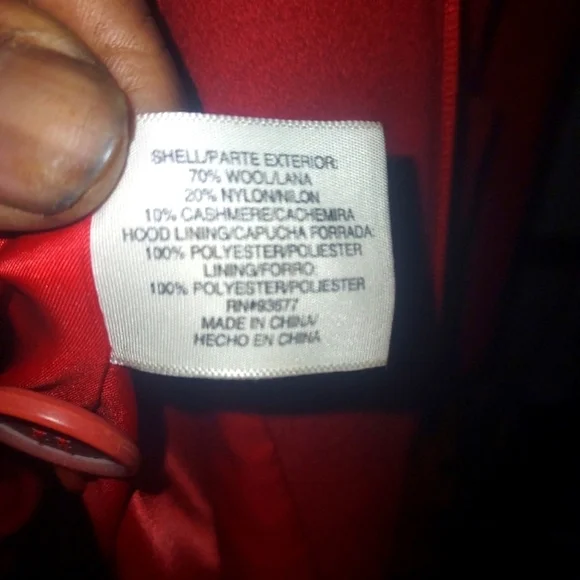 SHELL/PARTE EXTERIOR:
70% WOOL/LANA
20% NYLON/NILON
10% CASHMERE/CACHEMIRA
HOOD LINING/CAPUCHA FORRADA:
100% POLYESTER/POLIESTER
LINING/FORRO:
100% POLYESTER/POLIESTER
RN#93677
MADE IN CHINA/
HECHO EN CHINA